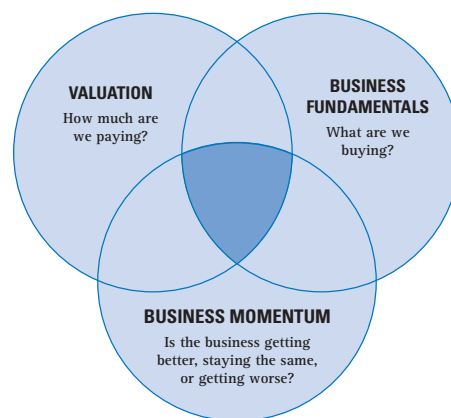 VALUATION
How much are
we paying?
BUSINESS
FUNDAMENTALS
What are we
buying?
BUSINESS MOMENTUM
Is the business getting
better, staying the same,
or getting worse?